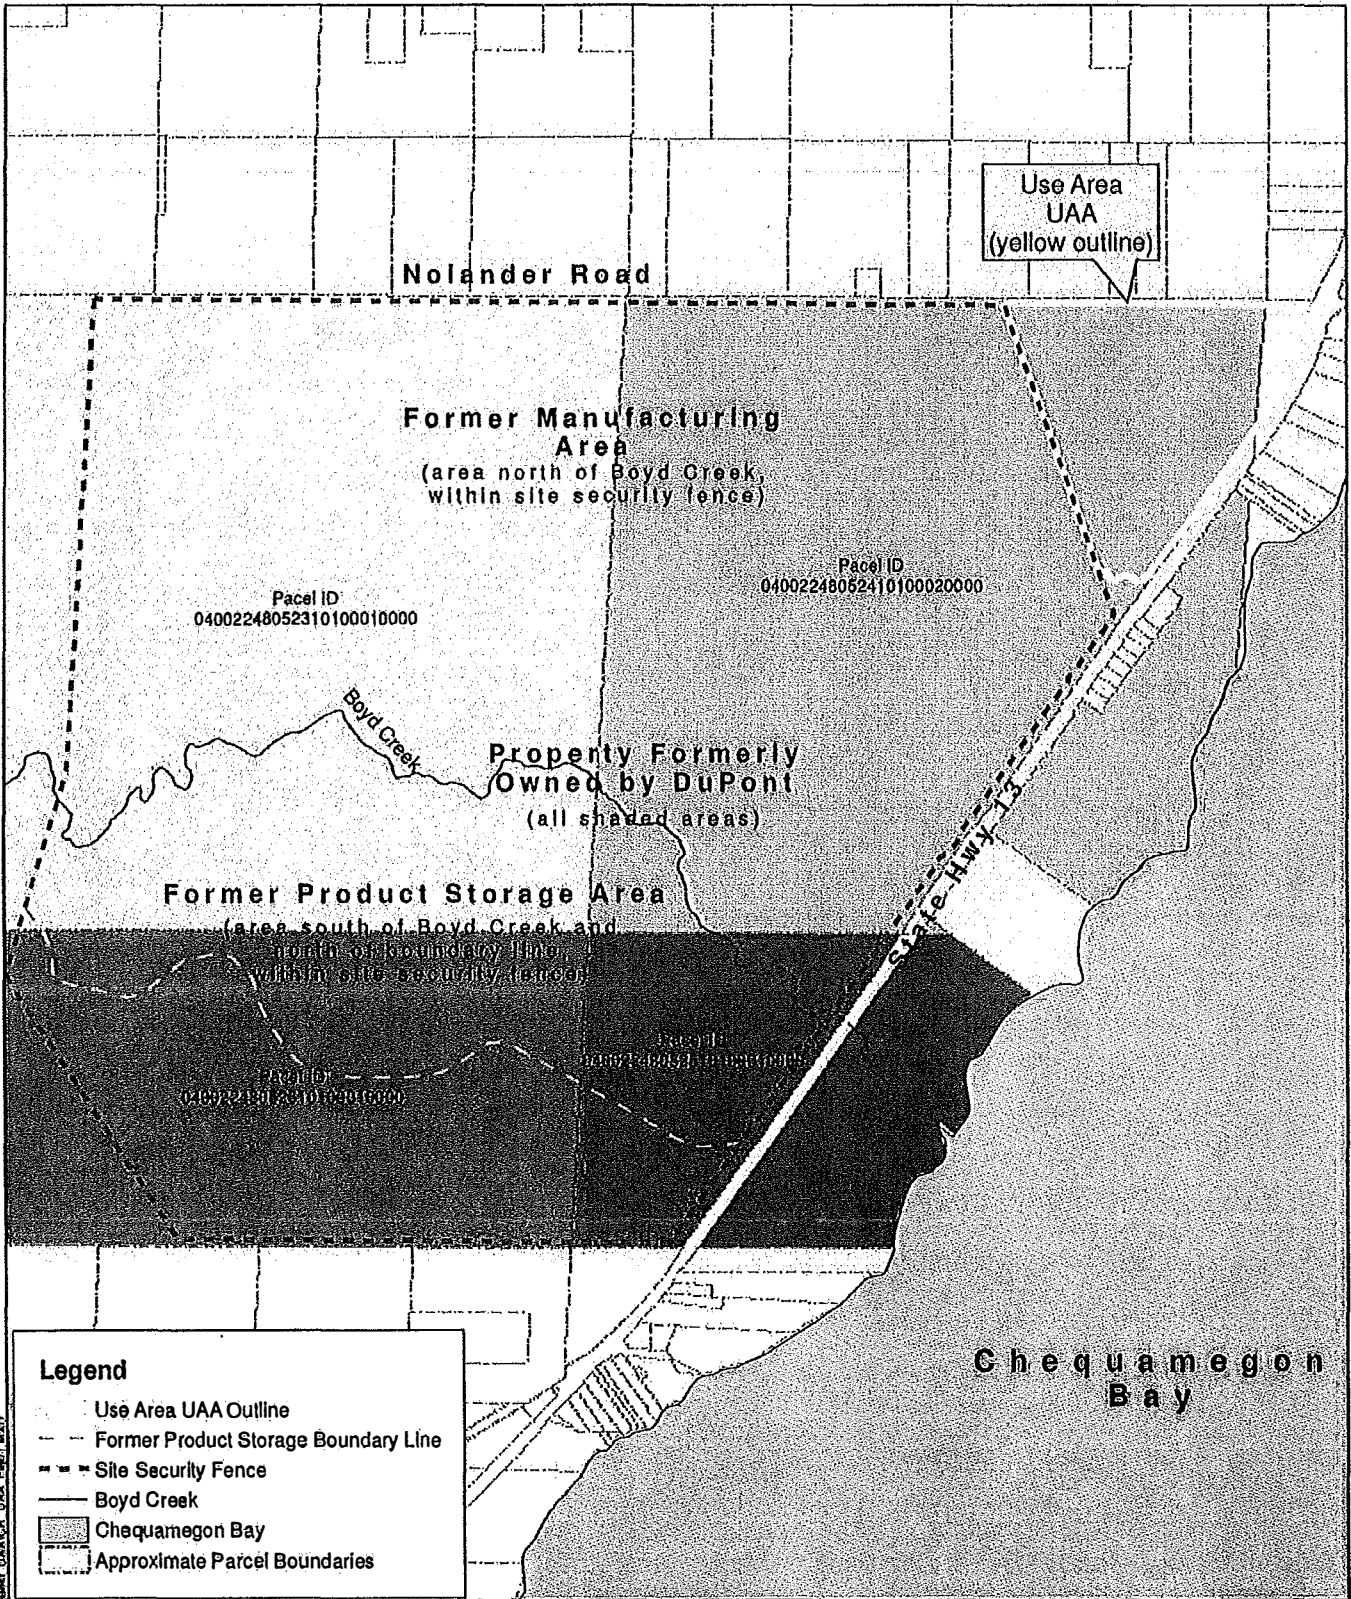 Use Area
UAA
(yellow outline)
Nolander Road
Former Manufacturing
Area
(area north of Boyd Creek,
within site security fence)
Pacel ID
04002248052410100020000
Pacel ID
04002248052310100010000
Boyd Creek
Property Formerly
Owned by DuPont
(all shaded areas)
State Hwy 13
Former Product Storage Area
(area south of Boyd Creek and
north of boundary line,
within site security fence)
Pacel ID
Pacel ID
Chequamegon
Bay
Legend
Use Area UAA Outline
Former Product Storage Boundary Line
Site Security Fence
Boyd Creek
Chequamegon Bay
Approximate Parcel Boundaries